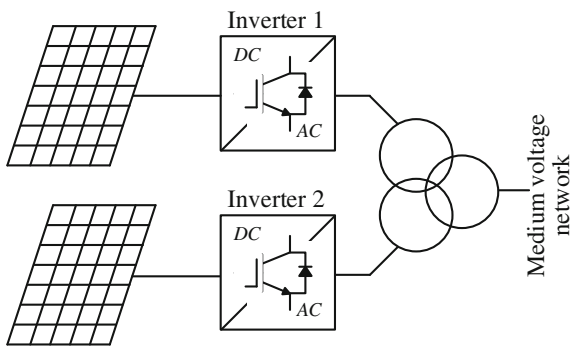 Inverter 1
DC
AC
Inverter 2
DC
AC
Medium voltage
network